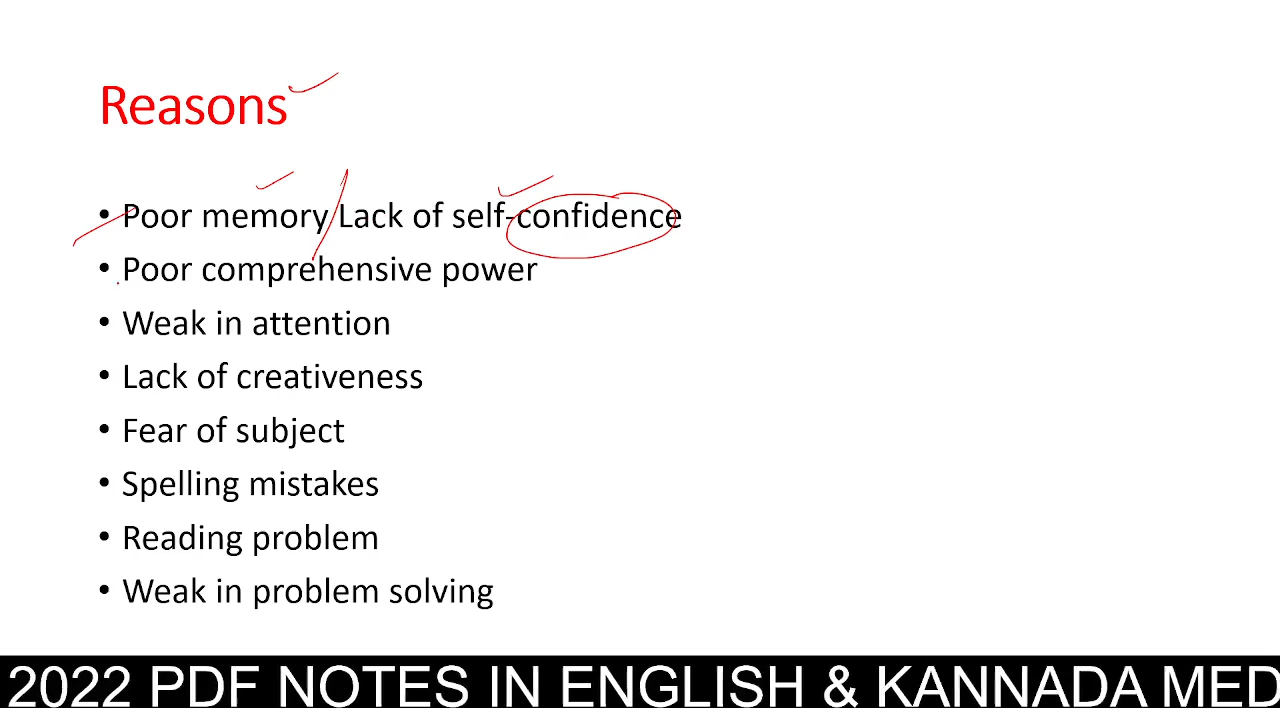 Reasons
• Poor memory Lack of self-confidence
• Poor comprehensive power
• Weak in attention
• Lack of creativeness
• Fear of subject
• Spelling mistakes
• Reading problem
• Weak in problem solving
2022 PDF NOTES IN ENGLISH & KANNADA MED